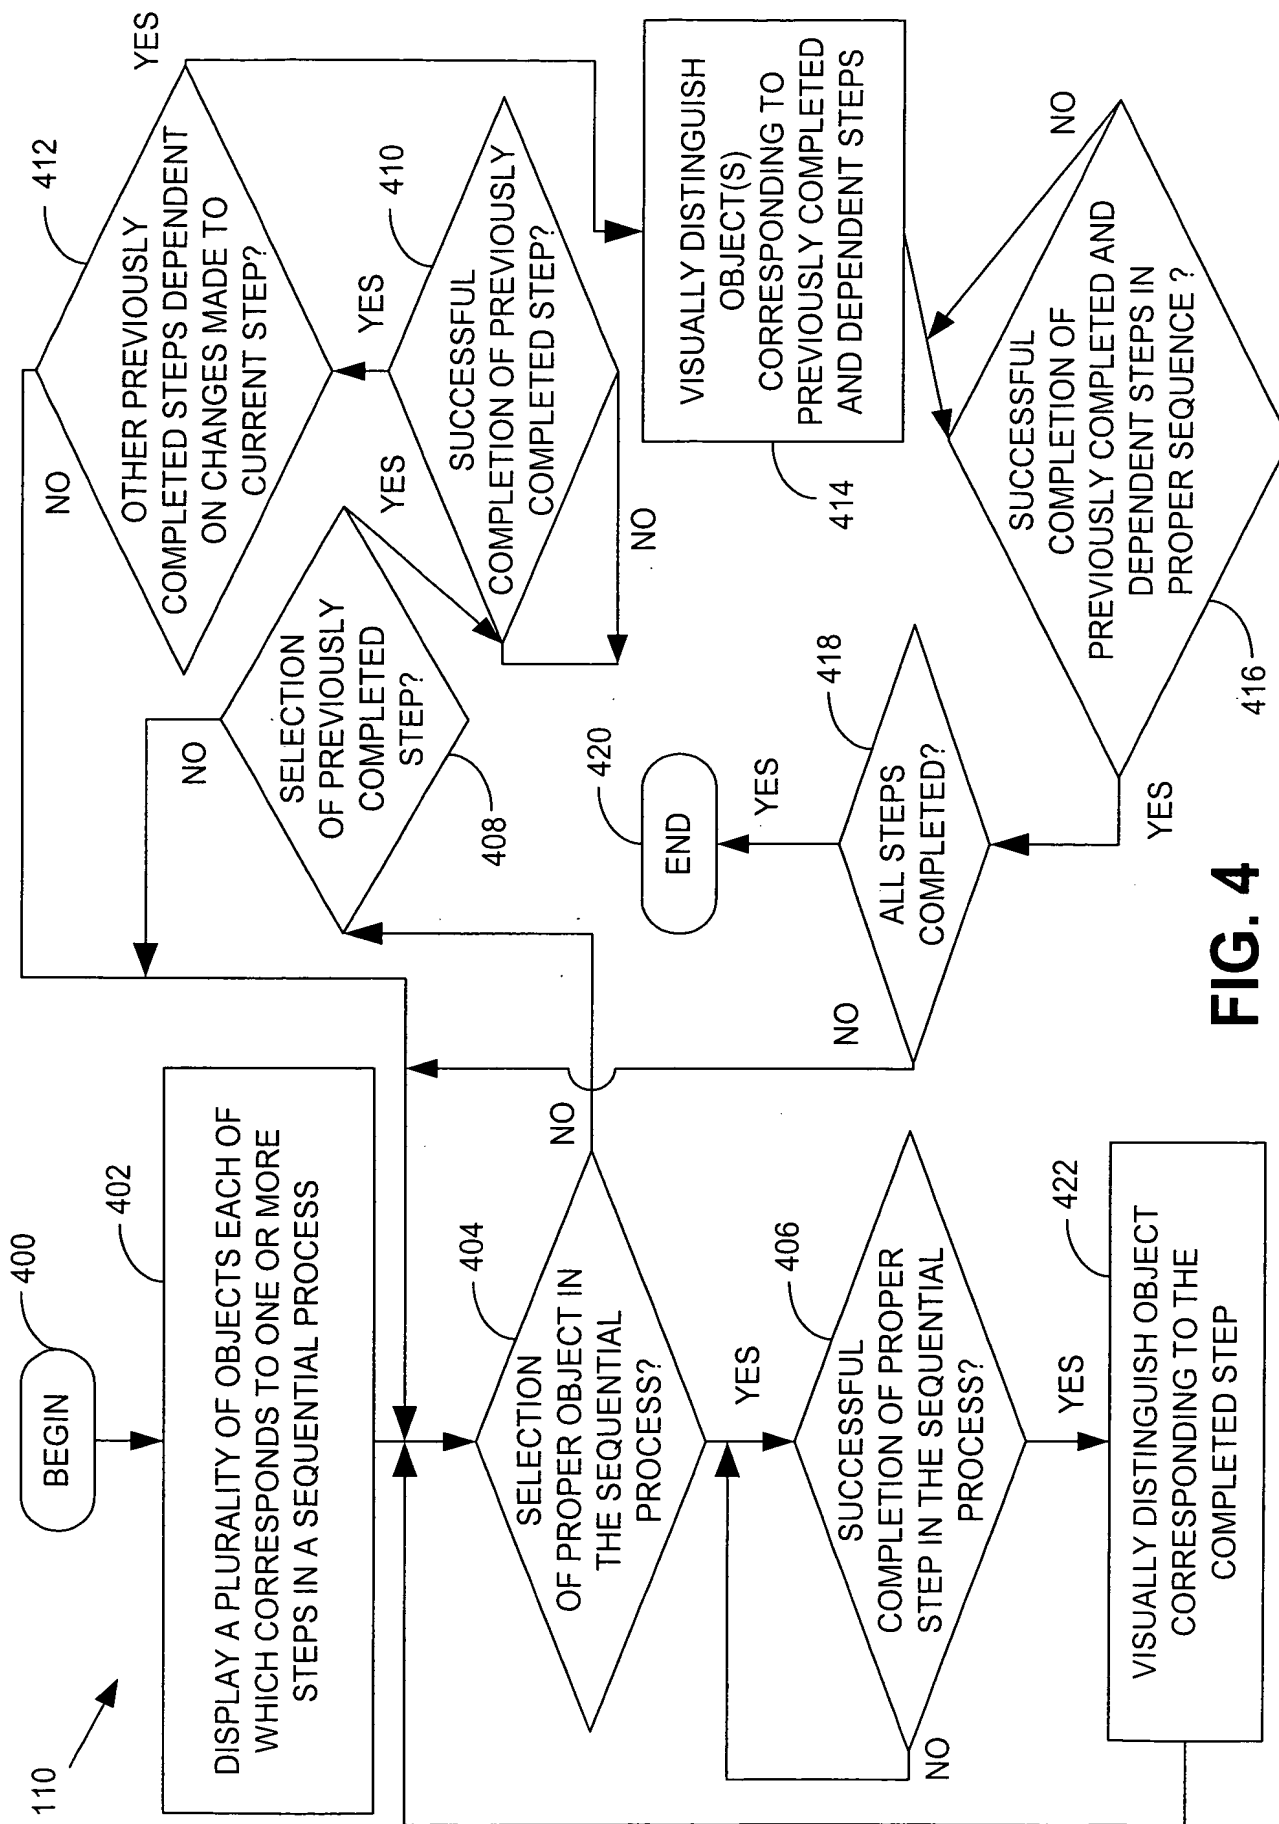 110
400
BEGIN
402
DISPLAY A PLURALITY OF OBJECTS EACH OF
WHICH CORRESPONDS TO ONE OR MORE
STEPS IN A SEQUENTIAL PROCESS
404
SELECTION
OF PROPER OBJECT IN
THE SEQUENTIAL
PROCESS?
NO
YES
406
SUCCESSFUL
COMPLETION OF PROPER
STEP IN THE SEQUENTIAL
PROCESS?
NO
YES
422
VISUALLY DISTINGUISH OBJECT
CORRESPONDING TO THE
COMPLETED STEP
408
SELECTION
OF PREVIOUSLY
COMPLETED
STEP?
NO
YES
410
SUCCESSFUL
COMPLETION OF PREVIOUSLY
COMPLETED STEP?
YES
NO
412
OTHER PREVIOUSLY
COMPLETED STEPS DEPENDENT
ON CHANGES MADE TO
CURRENT STEP?
NO
YES
414
VISUALLY DISTINGUISH
OBJECT(S)
CORRESPONDING TO
PREVIOUSLY COMPLETED
AND DEPENDENT STEPS
416
SUCCESSFUL
COMPLETION OF
PREVIOUSLY COMPLETED AND
DEPENDENT STEPS IN
PROPER SEQUENCE ?
NO
YES
418
ALL STEPS
COMPLETED?
NO
YES
420
END
FIG. 4